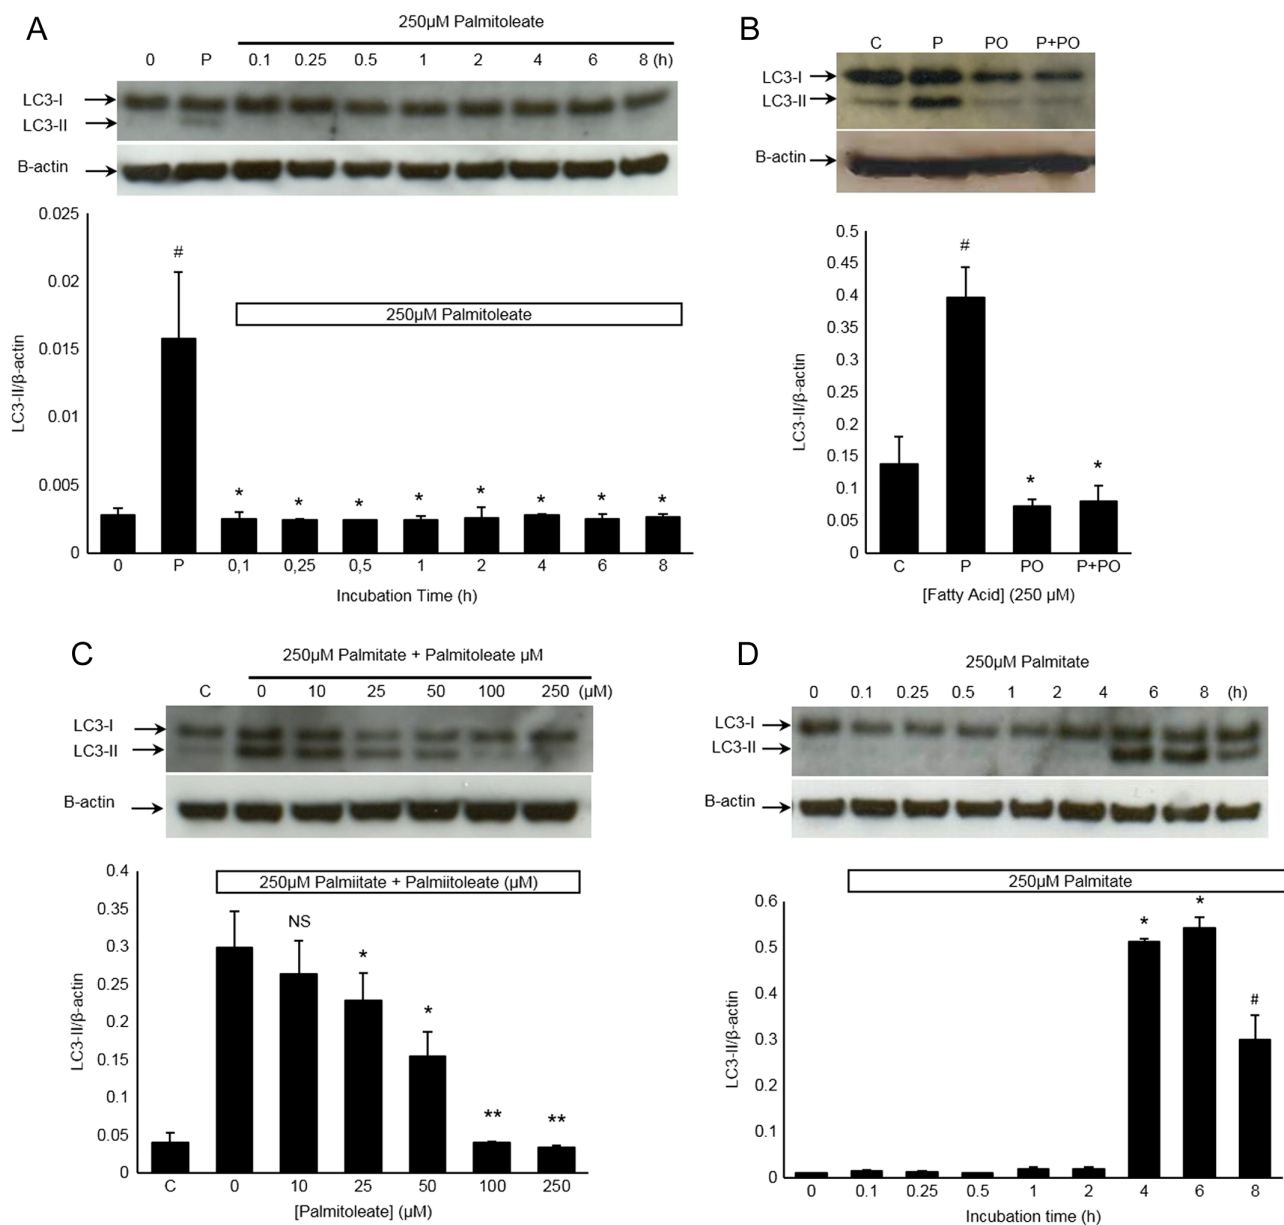 A
250µM Palmitoleate
0 P 0.1 0.25 0.5 1 2 4 6 8 (h)
LC3-I
LC3-II
B-actin
0.025
0.02
0.015
0.01
0.005
0
LC3-II/β-actin
#
250µM Palmitoleate
* * * * * * * *
0 P 0,1 0,25 0,5 1 2 4 6 8
Incubation Time (h)
B
C P PO P+PO
LC3-I
LC3-II
B-actin
0.5
0.45
0.4
0.35
0.3
0.25
0.2
0.15
0.1
0.05
0
LC3-II/β-actin
#
* *
C P PO P+PO
[Fatty Acid] (250 µM)
C
250µM Palmitate + Palmitoleate µM
C 0 10 25 50 100 250 (µM)
LC3-I
LC3-II
B-actin
0.4
0.35
0.3
0.25
0.2
0.15
0.1
0.05
0
LC3-II/β-actin
250µM Palmiitate + Palmiitoleate (µM)
NS
* * ** **
C 0 10 25 50 100 250
[Palmitoleate] (µM)
D
250µM Palmitate
0 0.1 0.25 0.5 1 2 4 6 8 (h)
LC3-I
LC3-II
B-actin
250µM Palmitate
0.6
0.5
0.4
0.3
0.2
0.1
0
LC3-II/β-actin
* * #
0 0.1 0.25 0.5 1 2 4 6 8
Incubation time (h)